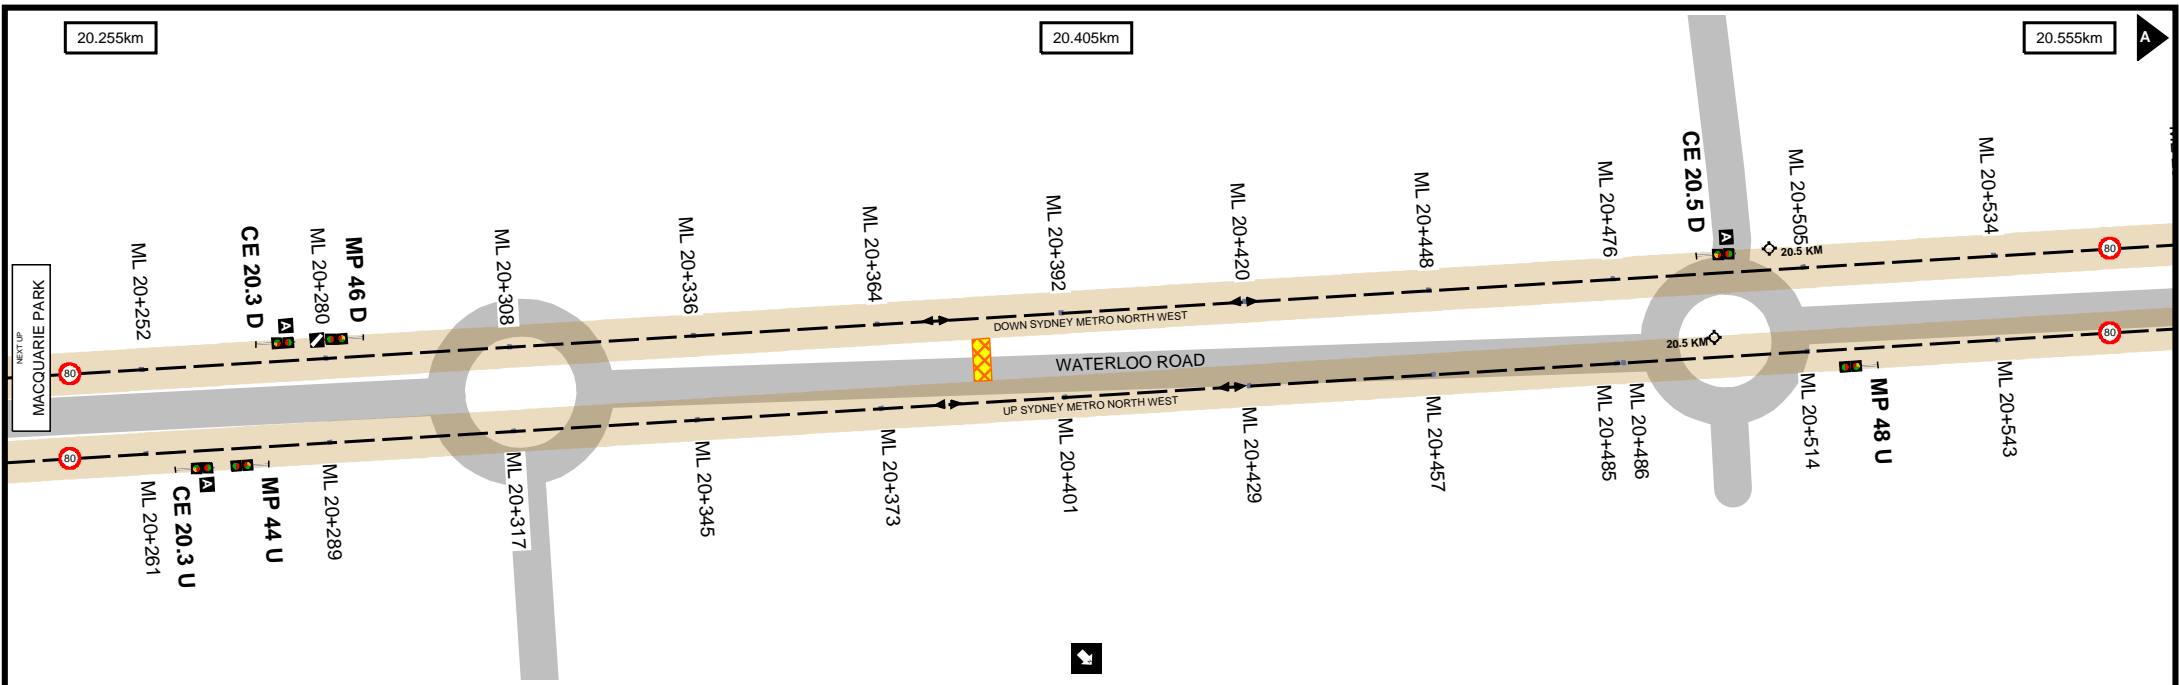 20.255km
20.405km
20.555km
A
ML 20+252
CE 20.3 D
A
ML 20+280
MP 46 D
ML 20+308
ML 20+336
ML 20+364
ML 20+392
ML 20+420
ML 20+448
ML 20+476
CE 20.5 D
A
ML 20+505
20.5 KM
ML 20+534
80
80
DOWN SYDNEY METRO NORTH WEST
NEXT UP
MACQUARIE PARK
WATERLOO ROAD
20.5 KM
80
80
UP SYDNEY METRO NORTH WEST
ML 20+261
CE 20.3 U
A
MP 44 U
ML 20+289
ML 20+317
ML 20+345
ML 20+373
ML 20+401
ML 20+429
ML 20+457
ML 20+485
ML 20+486
ML 20+514
MP 48 U
ML 20+543